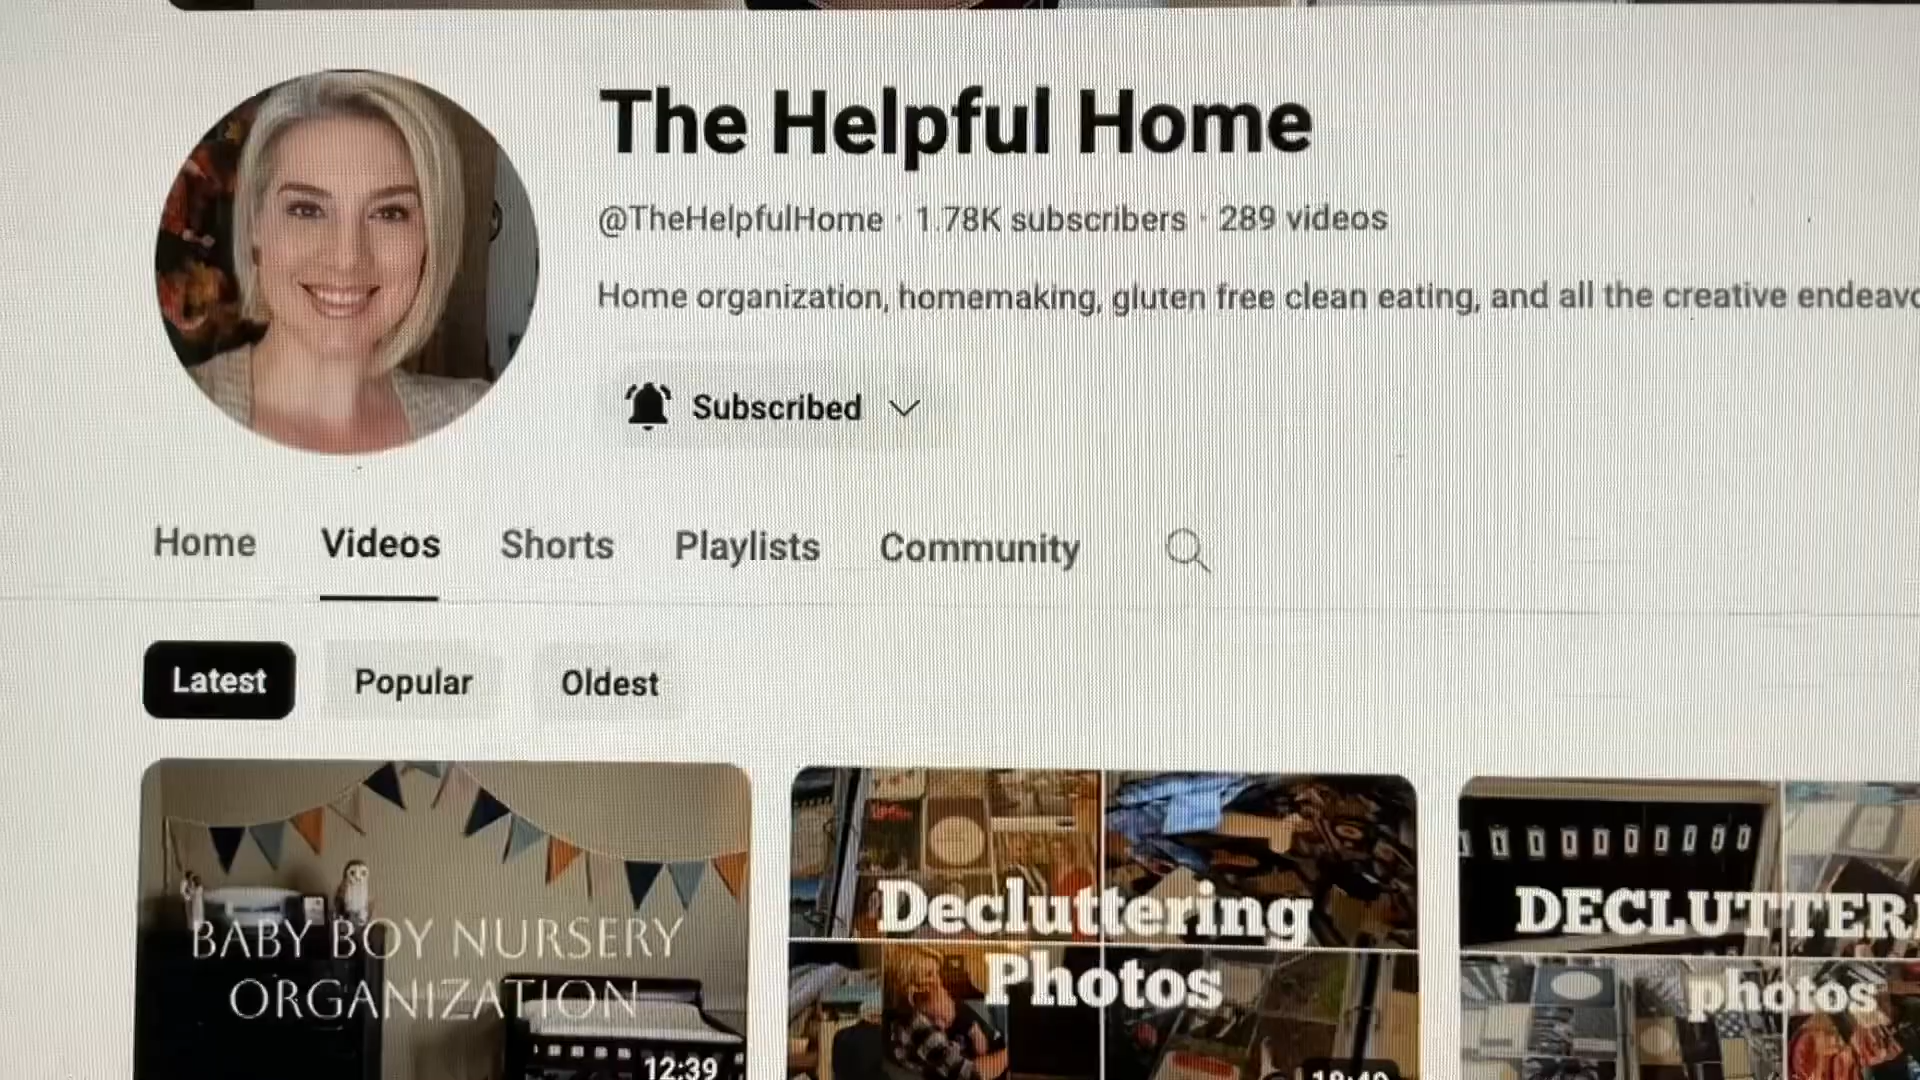 The Helpful Home
@TheHelpfulHome · 1.78K subscribers · 289 videos
Home organization, homemaking, gluten free clean eating, and all the creative endeavo
Subscribed
Home Videos Shorts Playlists Community
Latest Popular Oldest
BABY BOY NURSERY
ORGANIZATION
12:39
Decluttering
Photos
DECLUTTER
photos